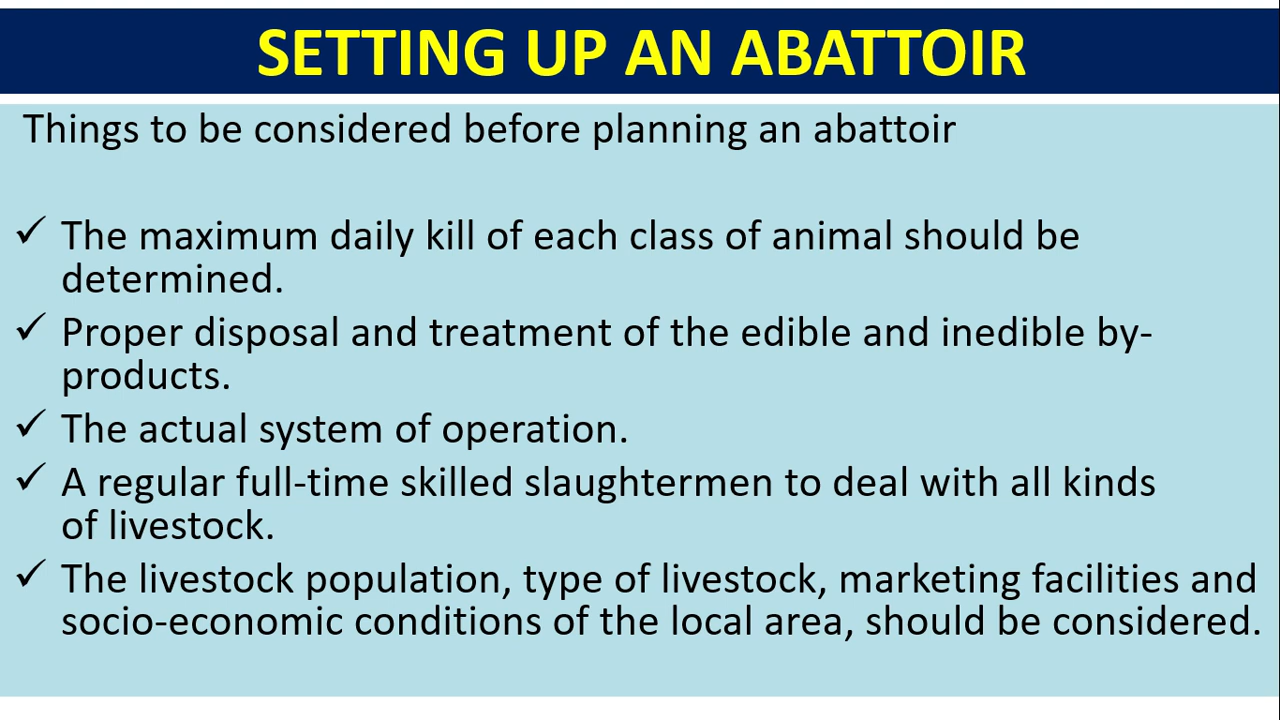 SETTING UP AN ABATTOIR
Things to be considered before planning an abattoir
✓ The maximum daily kill of each class of animal should be
determined.
✓ Proper disposal and treatment of the edible and inedible by-
products.
✓ The actual system of operation.
✓ A regular full-time skilled slaughtermen to deal with all kinds
of livestock.
✓ The livestock population, type of livestock, marketing facilities and
socio-economic conditions of the local area, should be considered.